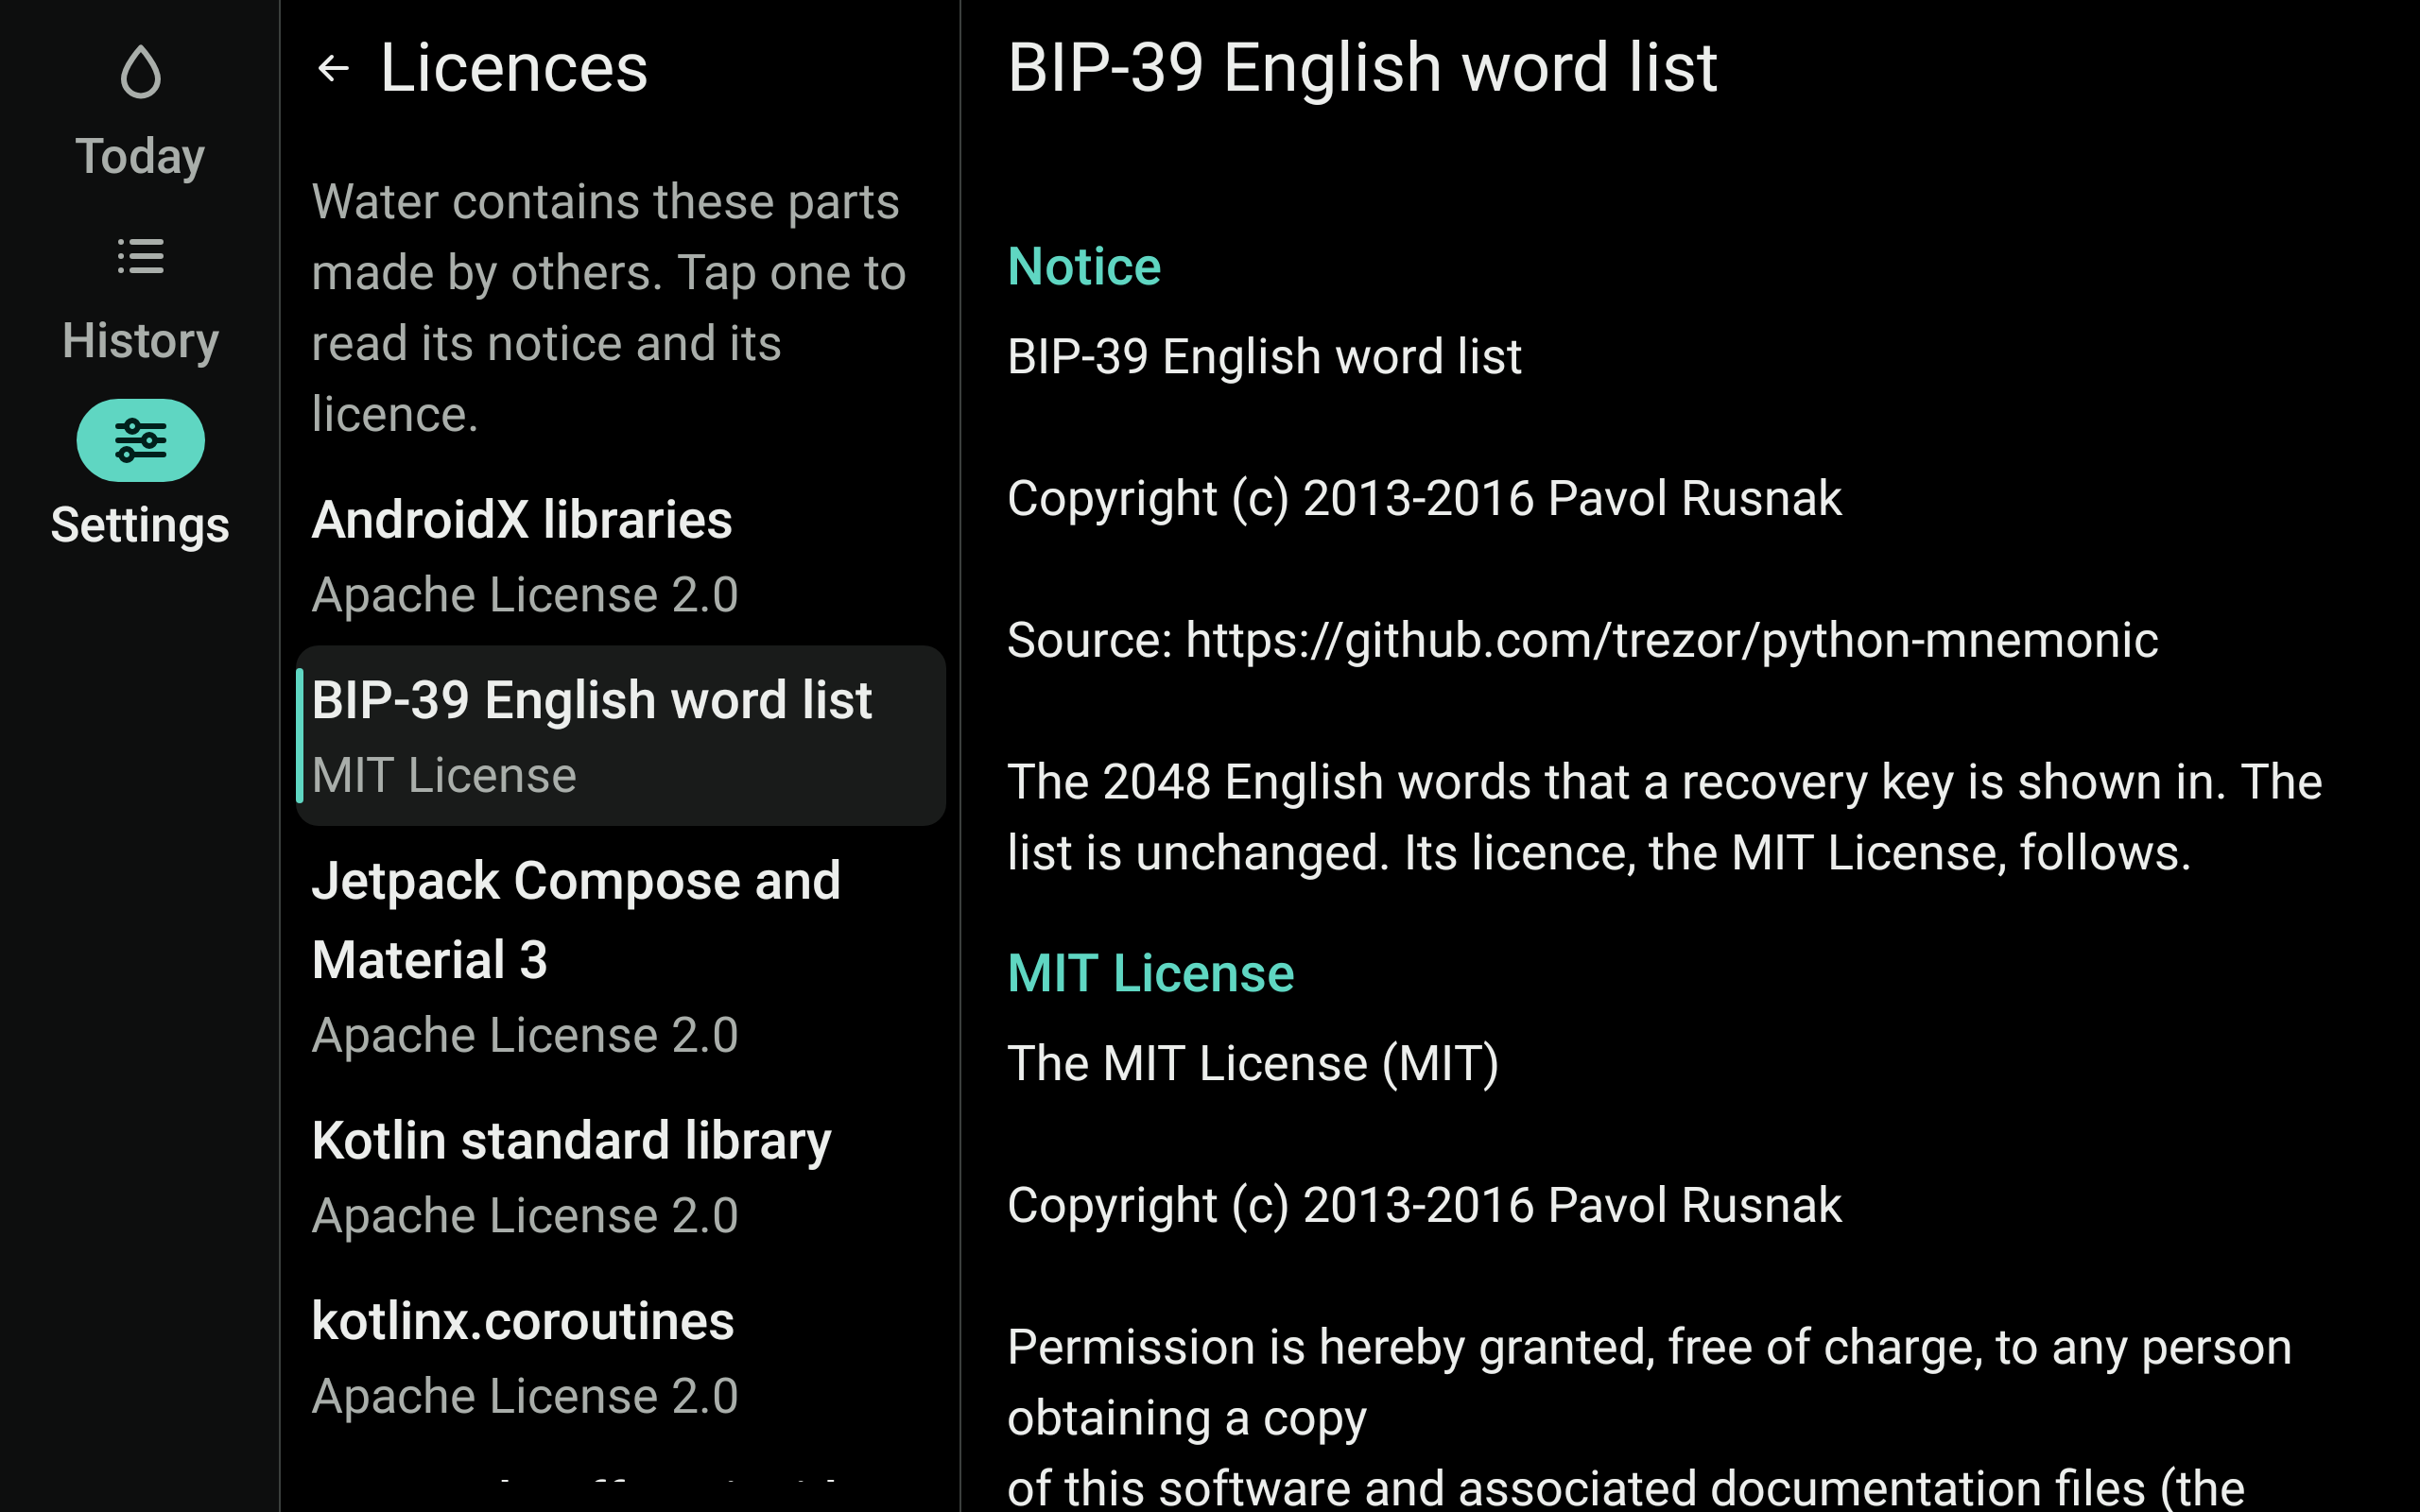 Today
History
Settings
Licences
Water contains these parts
made by others. Tap one to
read its notice and its
licence.
AndroidX libraries
Apache License 2.0
BIP-39 English word list
MIT License
Jetpack Compose and
Material 3
Apache License 2.0
Kotlin standard library
Apache License 2.0
kotlinx.coroutines
Apache License 2.0
BIP-39 English word list
Notice
BIP-39 English word list
Copyright (c) 2013-2016 Pavol Rusnak
Source: https://github.com/trezor/python-mnemonic
The 2048 English words that a recovery key is shown in. The
list is unchanged. Its licence, the MIT License, follows.
MIT License
The MIT License (MIT)
Copyright (c) 2013-2016 Pavol Rusnak
Permission is hereby granted, free of charge, to any person
obtaining a copy
of this software and associated documentation files (the